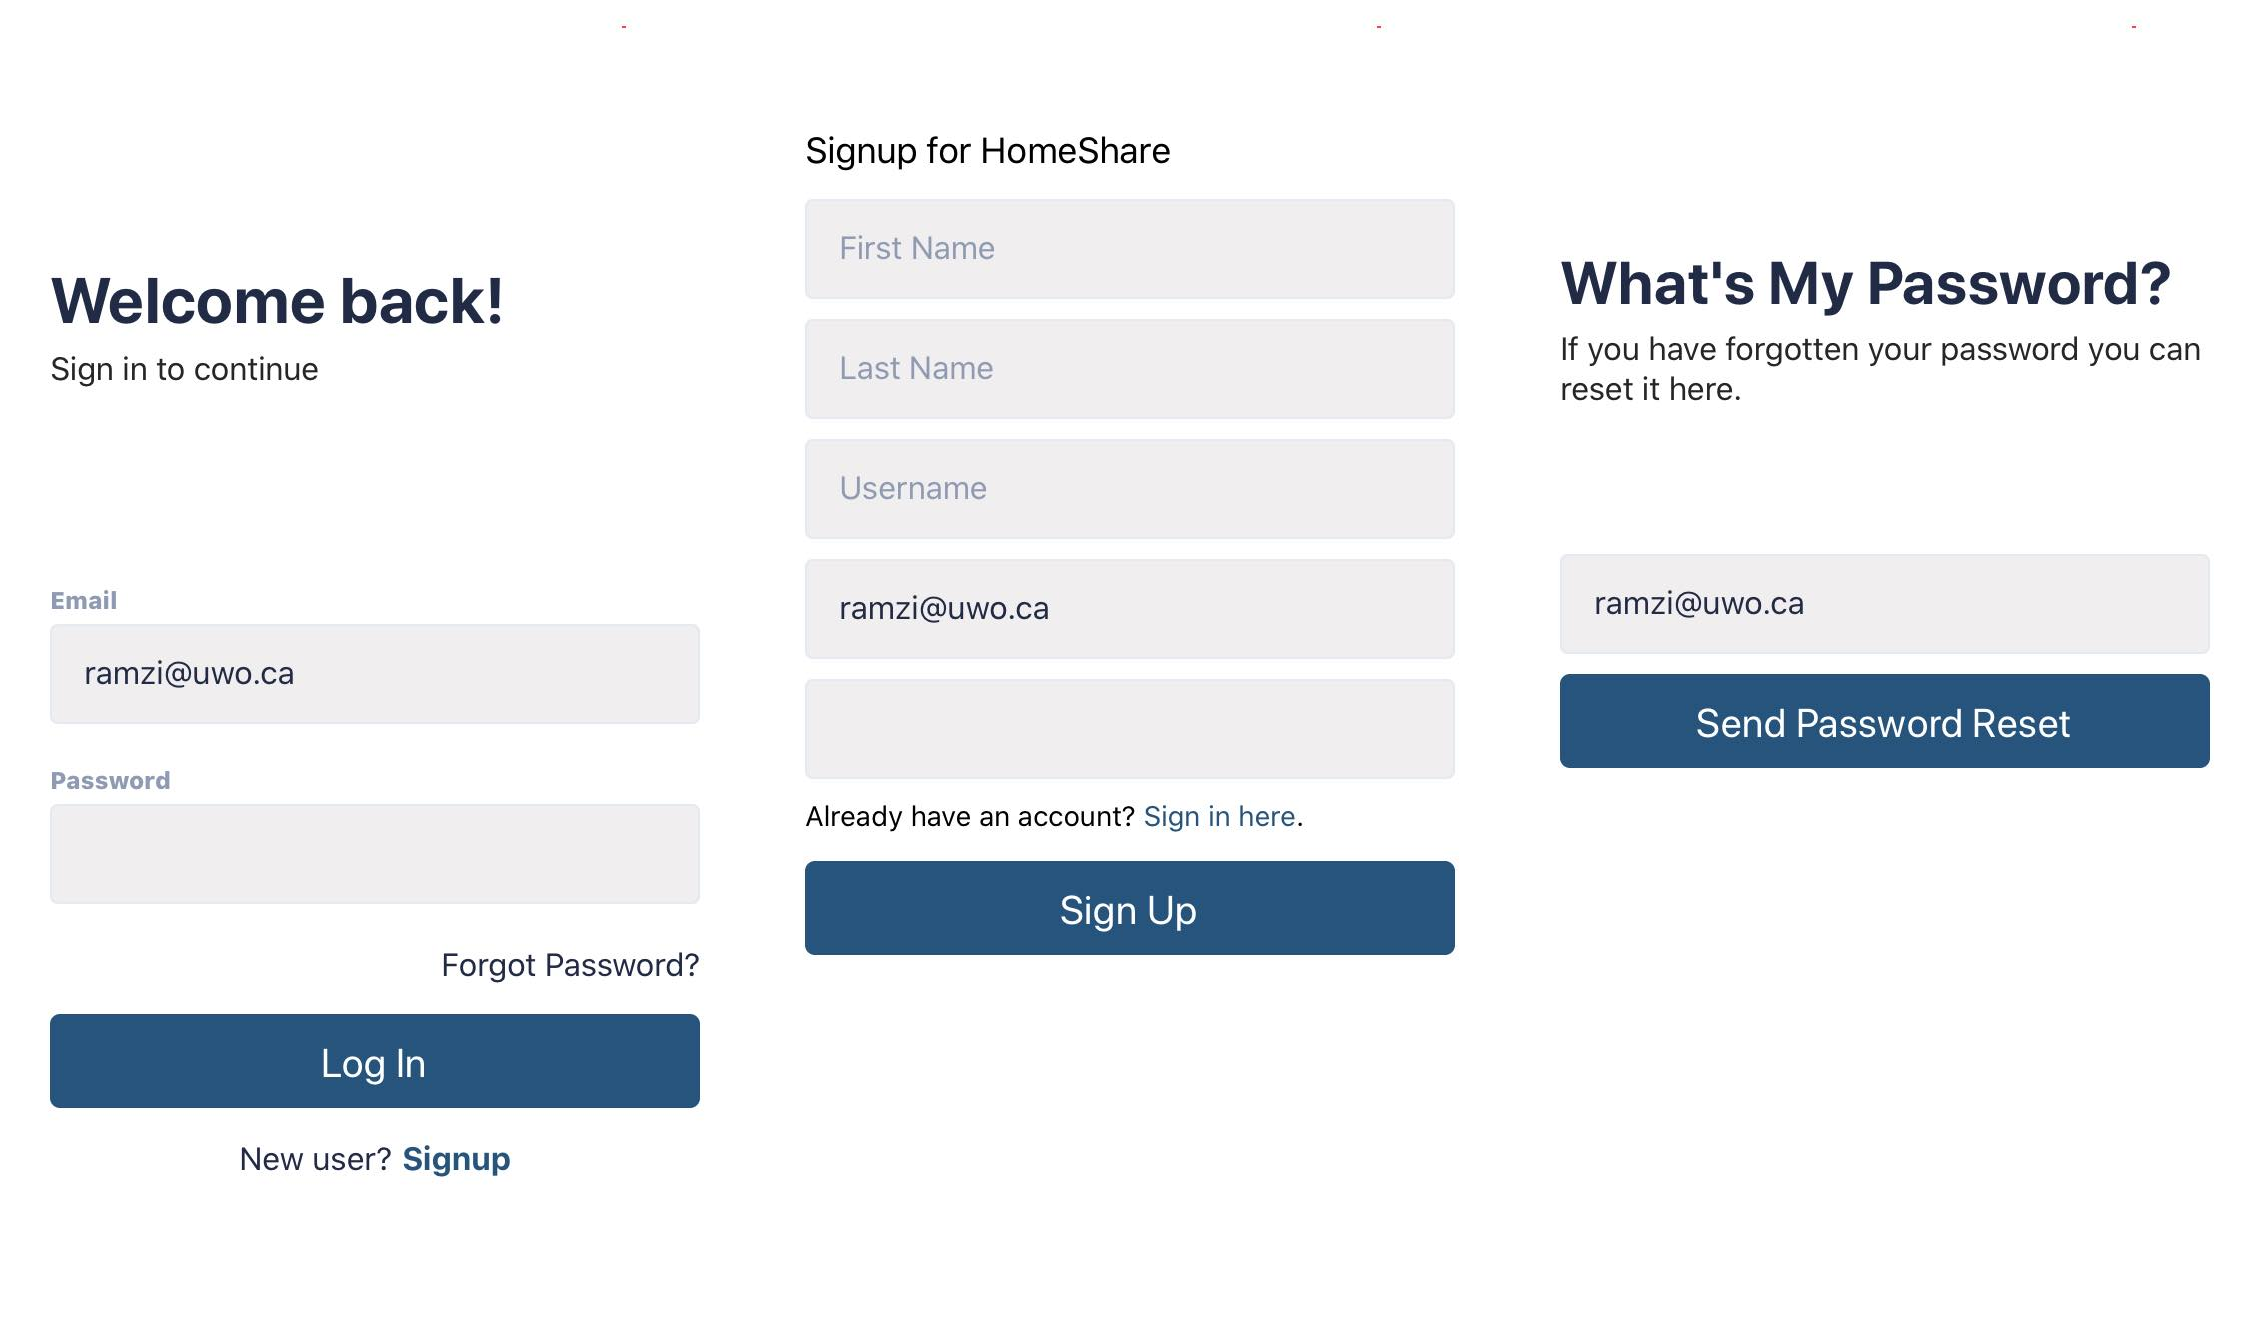 Welcome back!
Sign in to continue
Email
ramzi@uwo.ca
Password
Forgot Password?
Log In
New user? Signup
Signup for HomeShare
First Name
Last Name
Username
ramzi@uwo.ca
Already have an account? Sign in here.
Sign Up
What's My Password?
If you have forgotten your password you can
reset it here.
ramzi@uwo.ca
Send Password Reset